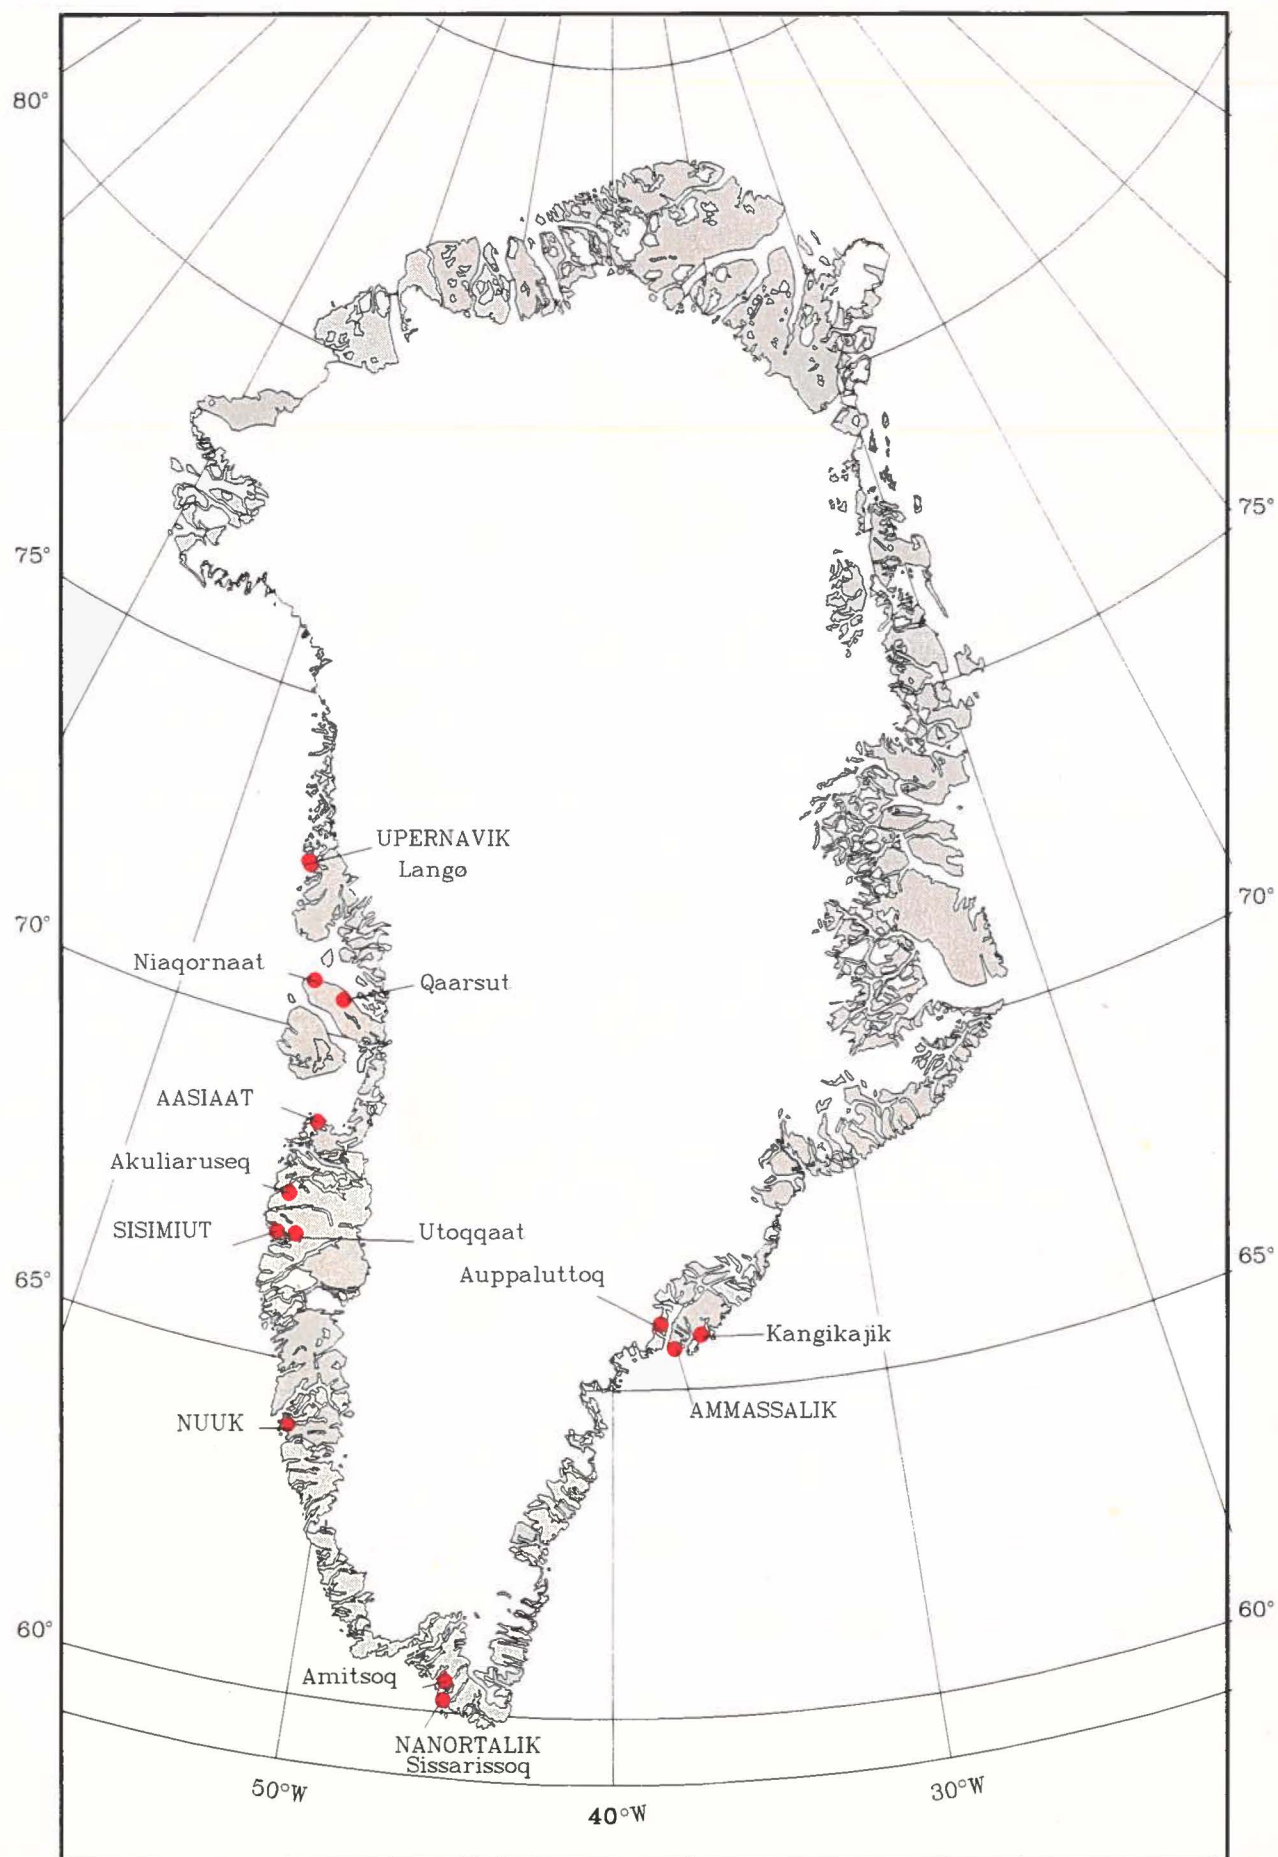 80°
75°
75°
UPERNAVIK
Langø
70°
70°
Niaqornaat
Qaarsut
AASIAAT
Akuliaruseq
SISIMIUT
Utoqqaat
65°
65°
Auppaluttoq
Kangikajik
AMMASSALIK
NUUK
60°
60°
Amitsoq
NANORTALIK
Sissarissoq
50°W
40°W
30°W